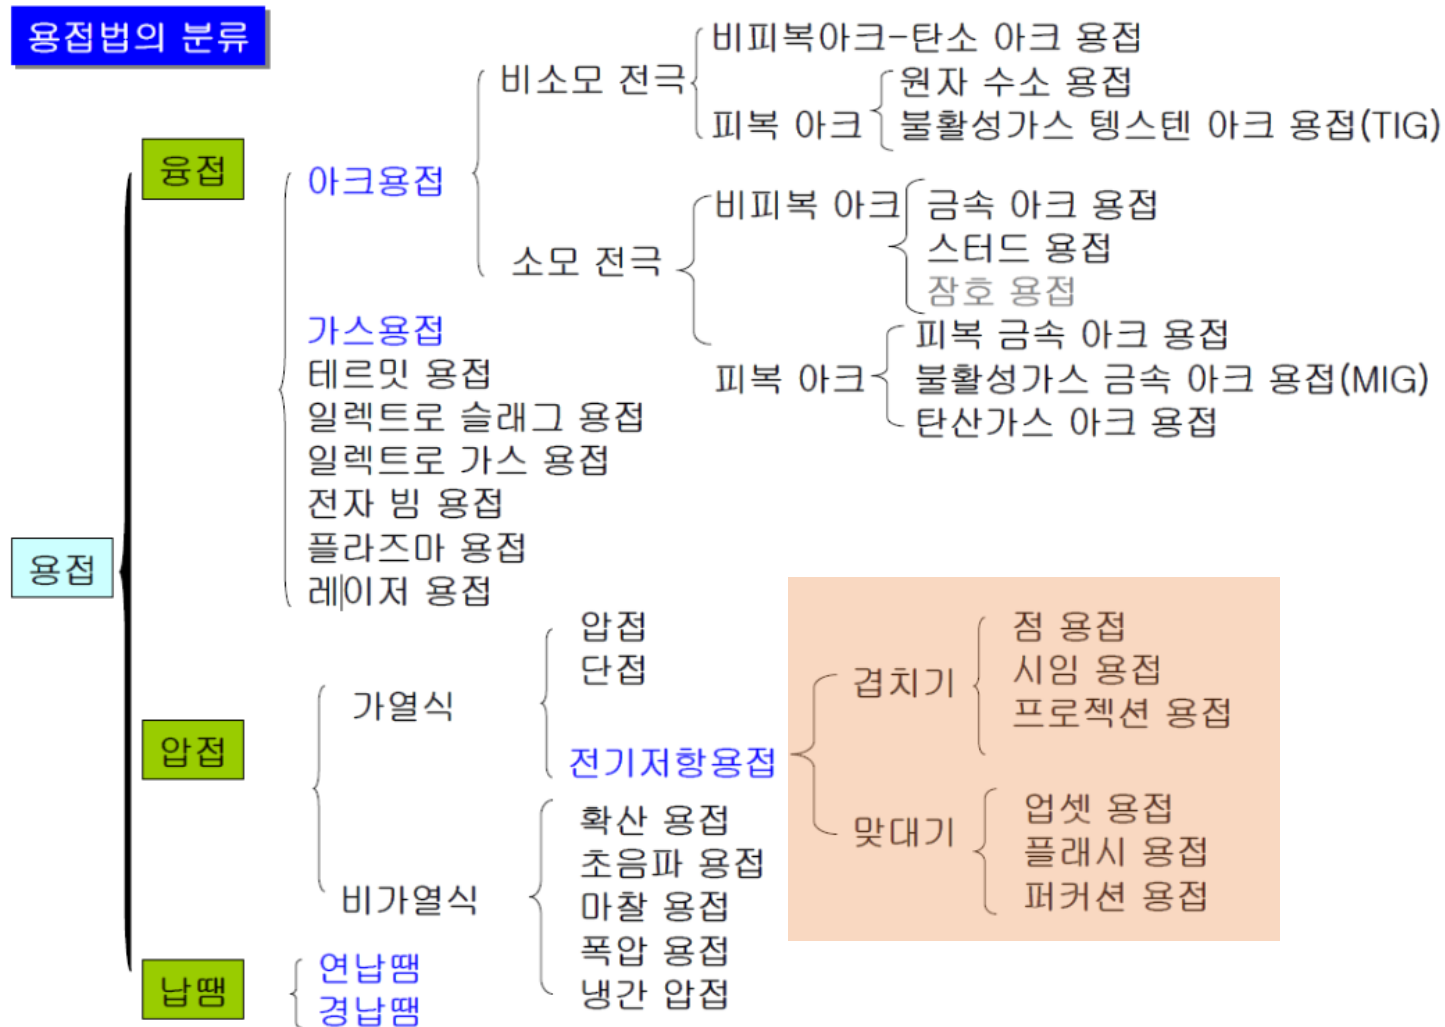 용접법의 분류
비피복아크-탄소 아크 용접
비소모 전극
원자 수소 용접
피복 아크
불활성가스 텡스텐 아크 용접(TIG)
융접
아크용접
비피복 아크
금속 아크 용접
스터드 용접
소모 전극
잠호 용접
가스용접
피복 금속 아크 용접
테르밋 용접
피복 아크
불활성가스 금속 아크 용접(MIG)
일렉트로 슬래그 용접
탄산가스 아크 용접
일렉트로 가스 용접
전자 빔 용접
플라즈마 용접
용접
레이저 용접
압접
점 용접
단접
겹치기
시임 용접
가열식
프로젝션 용접
압접
전기저항용접
확산 용접
업셋 용접
맞대기
초음파 용접
플래시 용접
비가열식
마찰 용접
퍼커션 용접
폭압 용접
연납땜
납땜
냉간 압접
경납땜